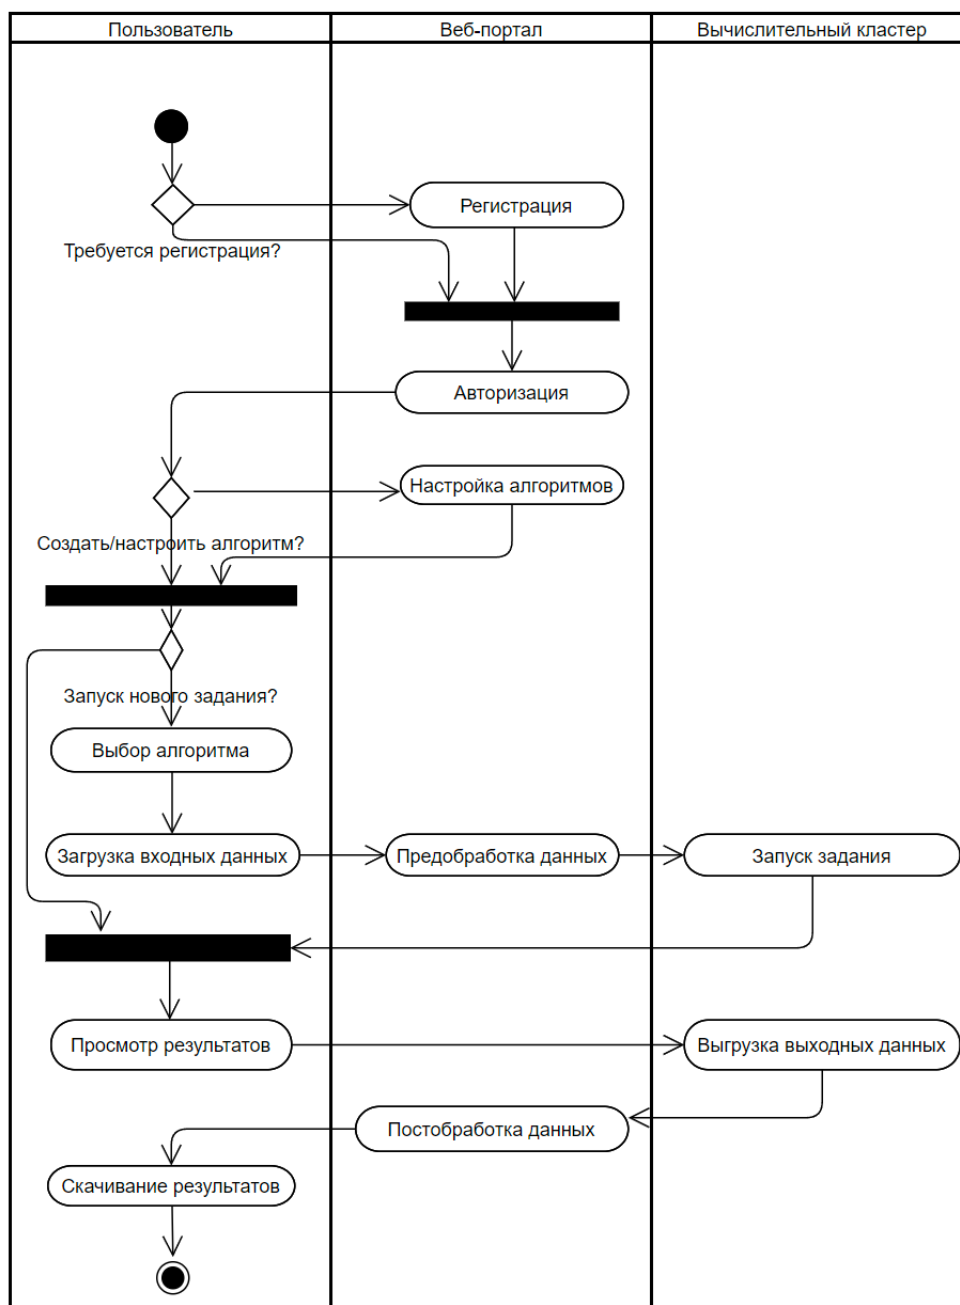 Пользователь
Веб-портал
Вычислительный кластер
Регистрация
Требуется регистрация?
Авторизация
Настройка алгоритмов
Создать/настроить алгоритм?
Запуск нового задания?
Выбор алгоритма
Загрузка входных данных
Предобработка данных
Запуск задания
Просмотр результатов
Выгрузка выходных данных
Постобработка данных
Скачивание результатов